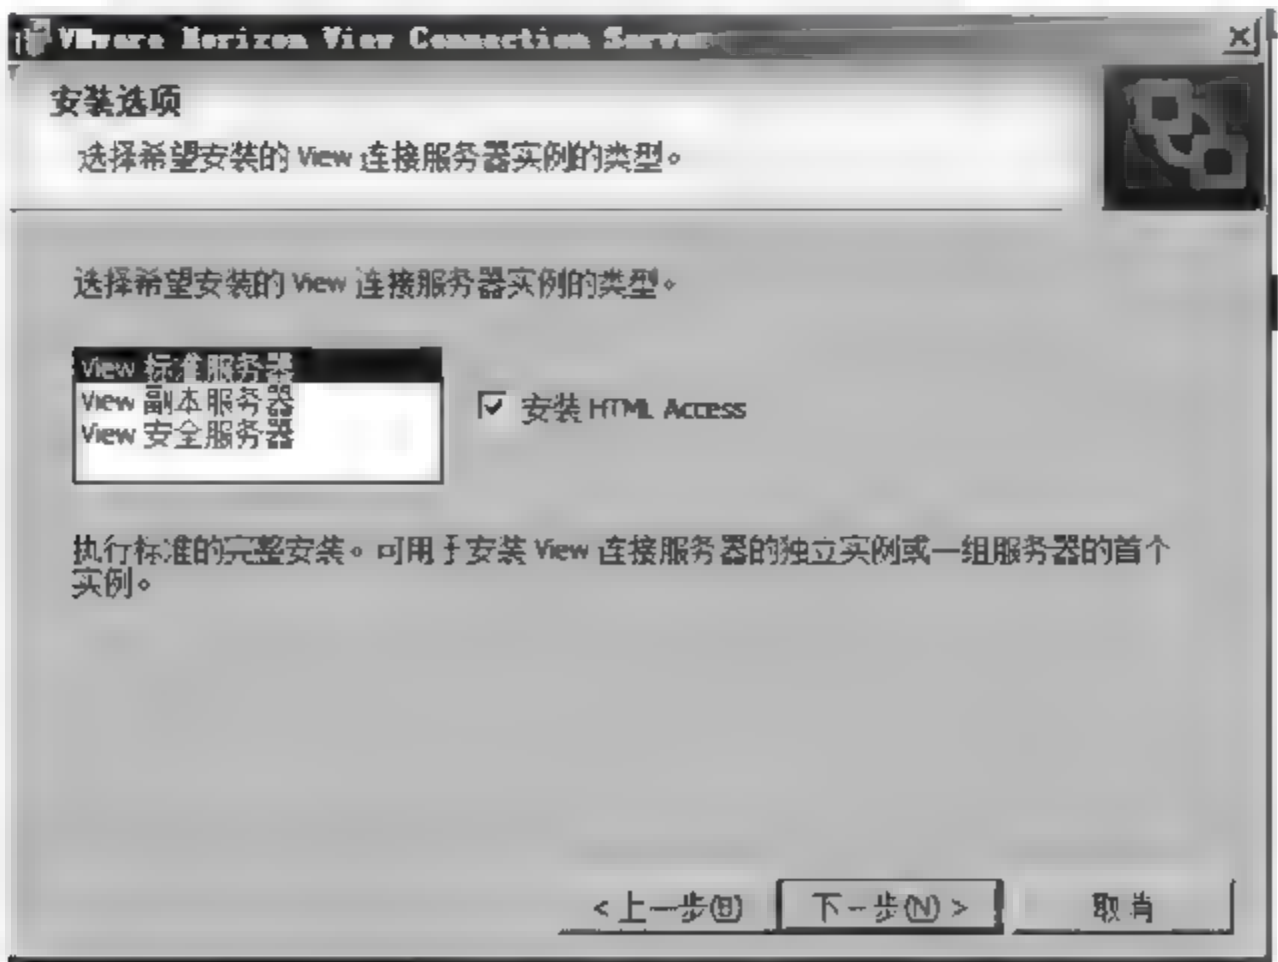 VMware Horizon View Connection Server
安装选项
选择希望安装的 View 连接服务器实例的类型。
选择希望安装的 View 连接服务器实例的类型。
View 标准服务器
View 副本服务器
View 安全服务器
安装 HTML Access
执行标准的完整安装。可用于安装 View 连接服务器的独立实例或一组服务器的首个
实例。
< 上一步(B) 下一步(N) > 取消